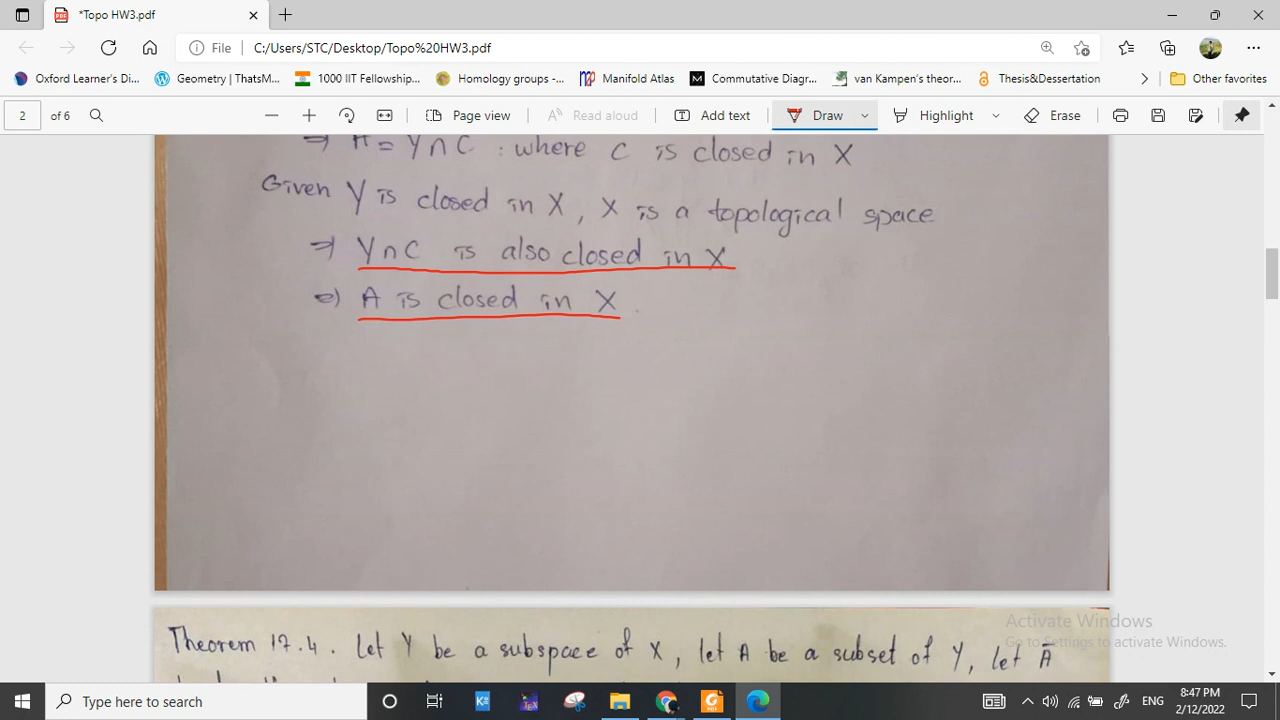 *Topo HW3.pdf
File C:/Users/STC/Desktop/Topo%20HW3.pdf
Oxford Learner's Di... Geometry | ThatsM... 1000 IIT Fellowship... Homology groups -... Manifold Atlas Commutative Diagr... van Kampen's theor... Thesis&Dessertation Other favorites
2 of 6 Page view Read aloud Add text Draw Highlight Erase
⇒ A = Y∩C : where C is closed in X
Given Y is closed in X, X is a topological space
⇒ Y∩C is also closed in X
⇒ A is closed in X.
Activate Windows
Go to Settings to activate Windows.
Theorem 17.4. Let Y be a subspace of X, let A be a subset of Y, let Ā
Type here to search
ENG
8:47 PM
2/12/2022